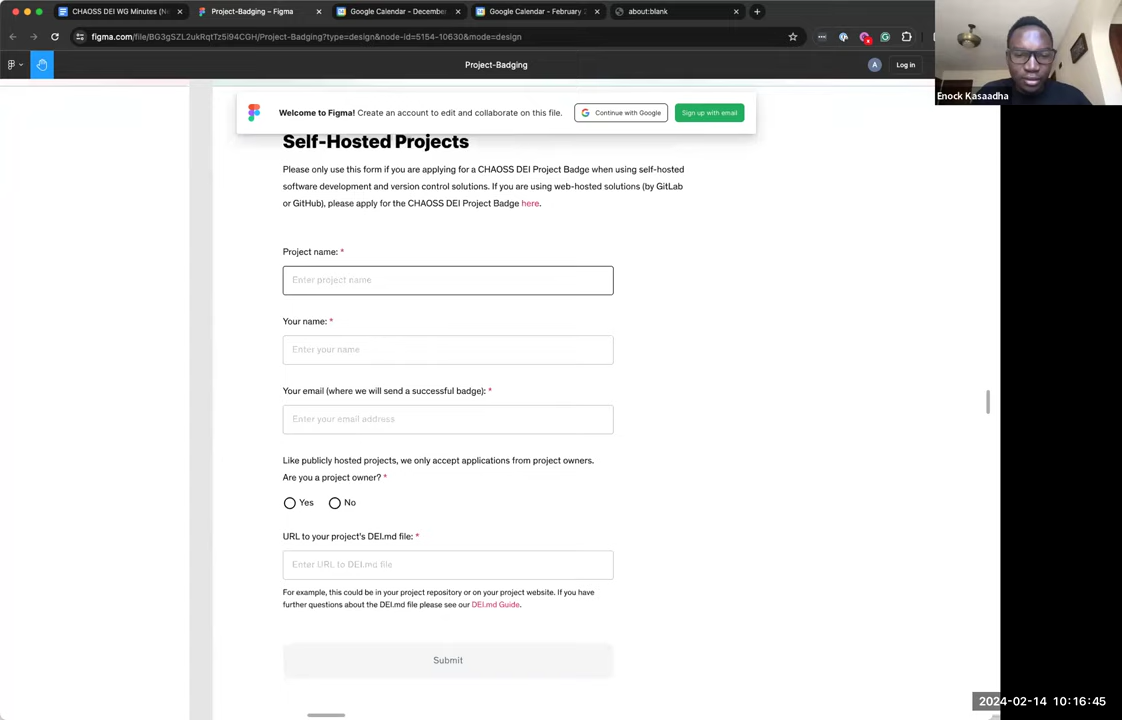 CHAOSS DEI WG Minutes (N
Project-Badging – Figma
Google Calendar - December
Google Calendar - February 2
about:blank
figma.com/file/BG3gSZL2ukRqtTz5i94CGH/Project-Badging?type=design&node-id=5154-10630&mode=design
Project-Badging
A
Log in
Enock Kasaadha
Welcome to Figma! Create an account to edit and collaborate on this file.
Continue with Google
Sign up with email
Self-Hosted Projects
Please only use this form if you are applying for a CHAOSS DEI Project Badge when using self-hosted
software development and version control solutions. If you are using web-hosted solutions (by GitLab
or GitHub), please apply for the CHAOSS DEI Project Badge here.
Project name: *
Enter project name
Your name: *
Enter your name
Your email (where we will send a successful badge): *
Enter your email address
Like publicly hosted projects, we only accept applications from project owners.
Are you a project owner? *
Yes
No
URL to your project's DEI.md file: *
Enter URL to DEI.md file
For example, this could be in your project repository or on your project website. If you have
further questions about the DEI.md file please see our DEI.md Guide.
Submit
2024-02-14 10:16:45